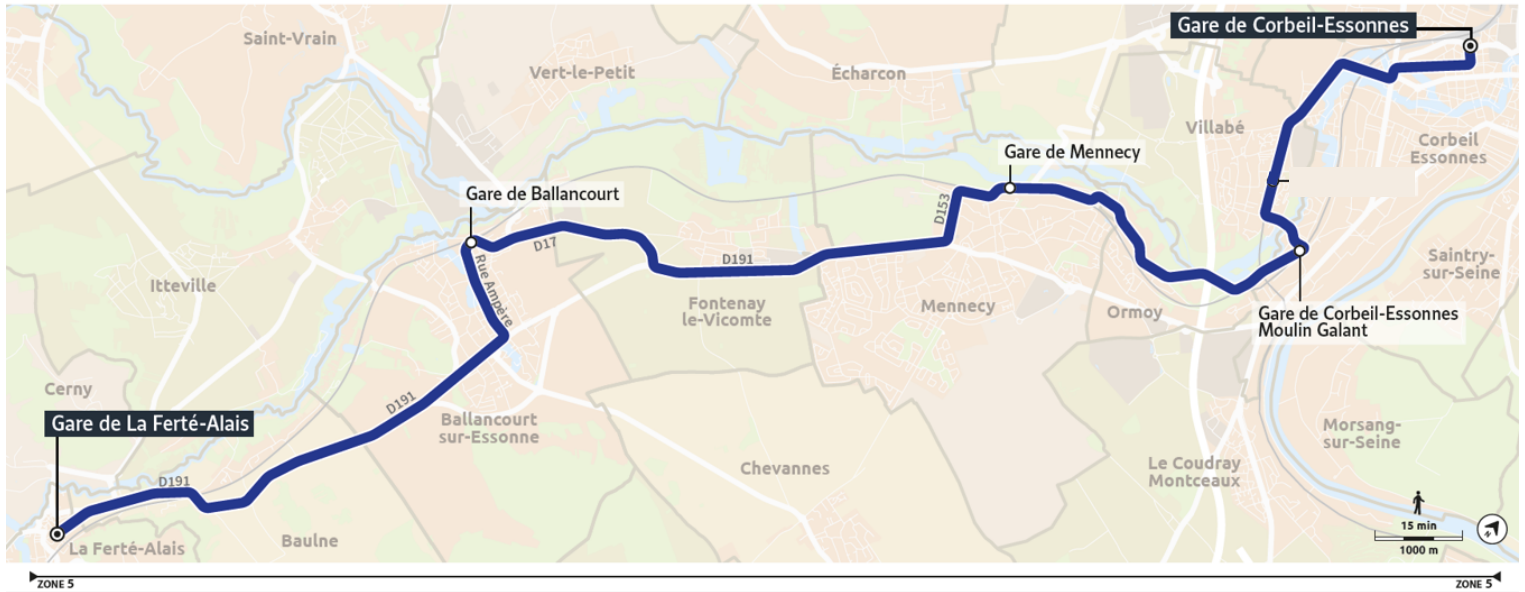 Gare de Corbeil-Essonnes
Saint-Vrain
Vert-le-Petit
Écharcon
Villabé
Corbeil
Essonnes
Gare de Mennecy
Gare de Ballancourt
D153
D17
D191
Rue Ampère
Itteville
Saintry-
sur-Seine
Fontenay
le-Vicomte
Mennecy
Ormoy
Gare de Corbeil-Essonnes
Moulin Galant
Cerny
D191
Gare de La Ferté-Alais
Ballancourt
sur-Essonne
Morsang-
sur-Seine
Chevannes
Le Coudray
Montceaux
D191
15 min
1000 m
La Ferté-Alais
Baulne
ZONE 5
ZONE 5